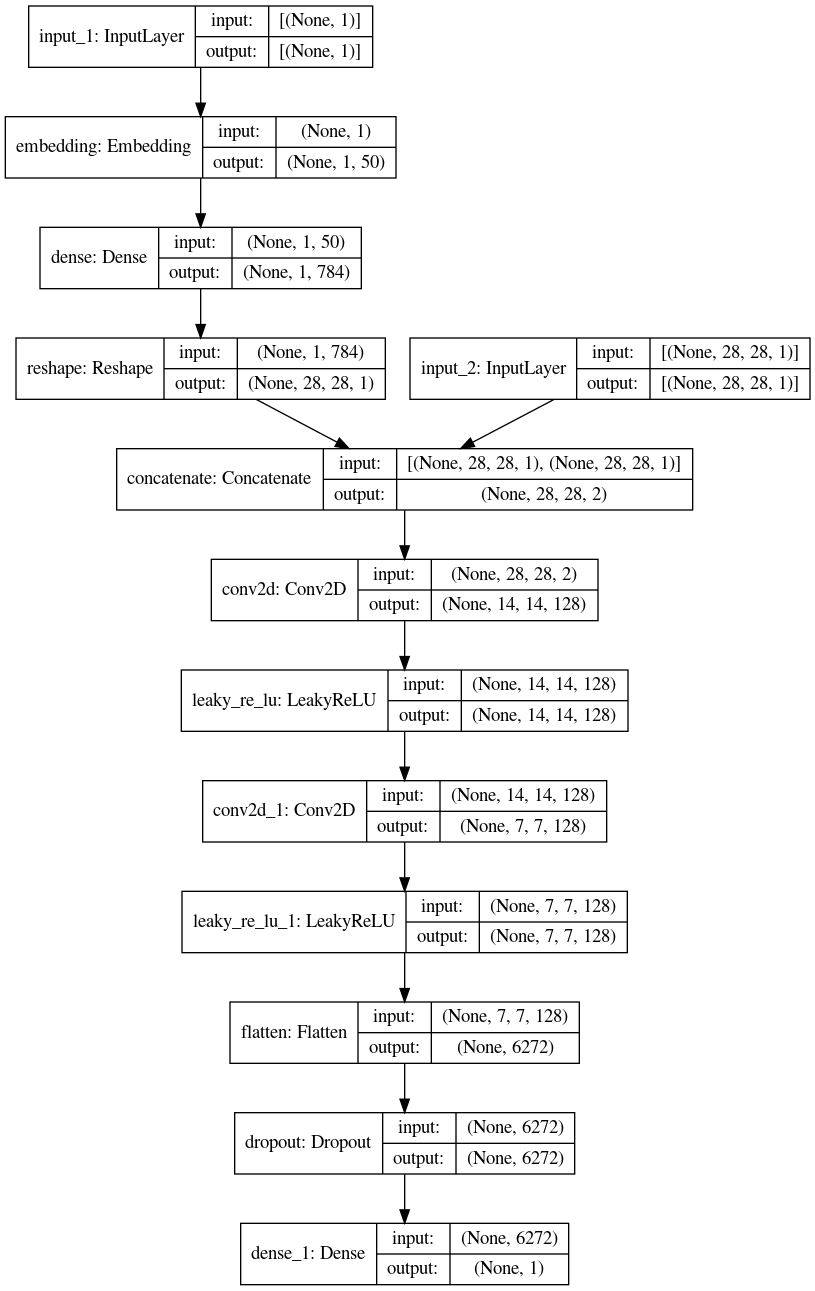 input_1: InputLayer
input: [(None, 1)]
output: [(None, 1)]
embedding: Embedding
input: (None, 1)
output: (None, 1, 50)
dense: Dense
input: (None, 1, 50)
output: (None, 1, 784)
reshape: Reshape
input: (None, 1, 784)
output: (None, 28, 28, 1)
input_2: InputLayer
input: [(None, 28, 28, 1)]
output: [(None, 28, 28, 1)]
concatenate: Concatenate
input: [(None, 28, 28, 1), (None, 28, 28, 1)]
output: (None, 28, 28, 2)
conv2d: Conv2D
input: (None, 28, 28, 2)
output: (None, 14, 14, 128)
leaky_re_lu: LeakyReLU
input: (None, 14, 14, 128)
output: (None, 14, 14, 128)
conv2d_1: Conv2D
input: (None, 14, 14, 128)
output: (None, 7, 7, 128)
leaky_re_lu_1: LeakyReLU
input: (None, 7, 7, 128)
output: (None, 7, 7, 128)
flatten: Flatten
input: (None, 7, 7, 128)
output: (None, 6272)
dropout: Dropout
input: (None, 6272)
output: (None, 6272)
dense_1: Dense
input: (None, 6272)
output: (None, 1)